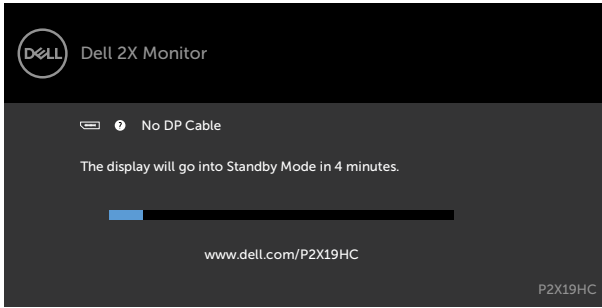 DELL
Dell 2X Monitor
? No DP Cable
The display will go into Standby Mode in 4 minutes.
www.dell.com/P2X19HC
P2X19HC